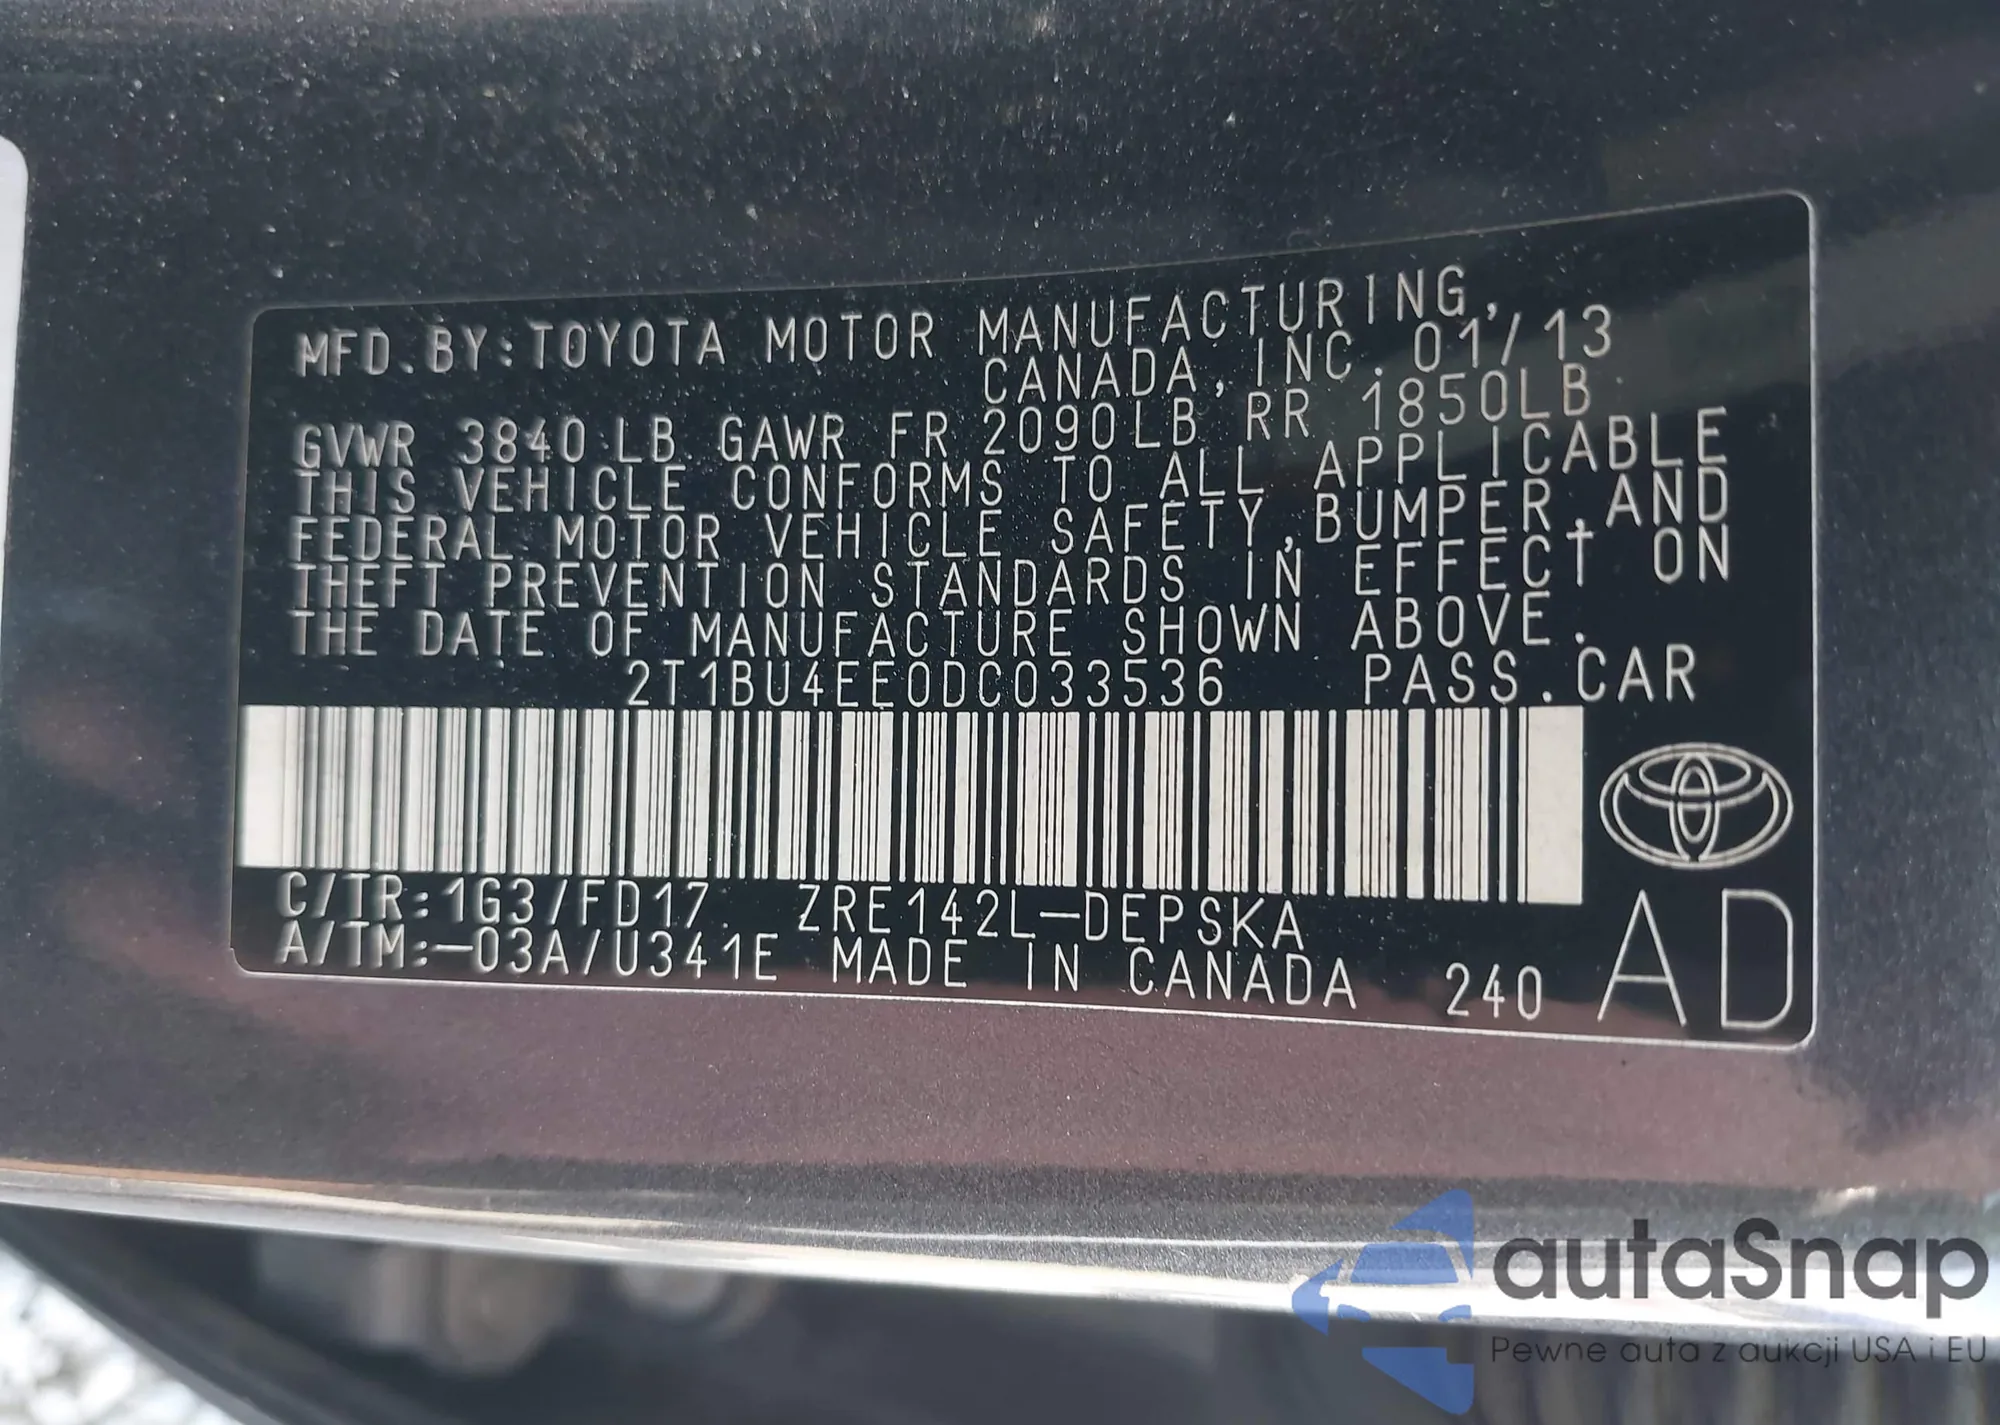 MFD.BY:TOYOTA MOTOR MANUFACTURING,
CANADA, INC. 01/13
GVWR 3840 LB GAWR FR 2090LB RR 1850LB
THIS VEHICLE CONFORMS TO ALL APPLICABLE
FEDERAL MOTOR VEHICLE SAFETY, BUMPER, AND
THEFT PREVENTION STANDARDS IN EFFECT ON
THE DATE OF MANUFACTURE SHOWN ABOVE.
2T1BU4EE0DC033536 PASS.CAR
C/TR:1G3/FD17 ZRE142L-DEPSKA
A/TM:-03A/U341E MADE IN CANADA 240
AD
autaSnap
Pewne auta z aukcji USA i EU